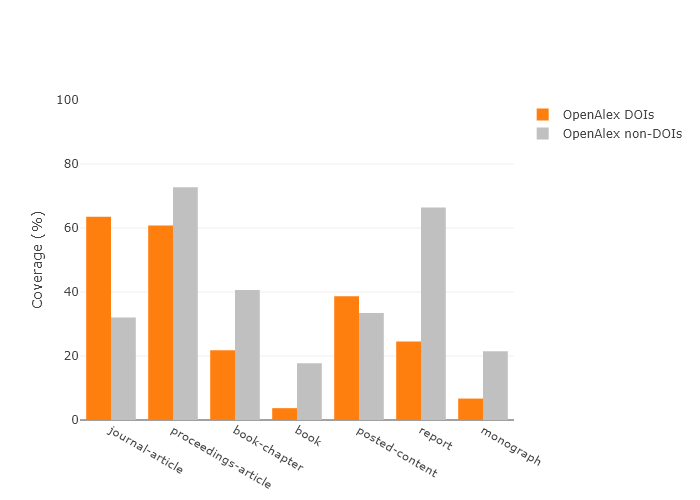 100
80
60
40
20
0
Coverage (%)
journal-article
proceedings-article
book-chapter
book
posted-content
report
monograph
OpenAlex DOIs
OpenAlex non-DOIs